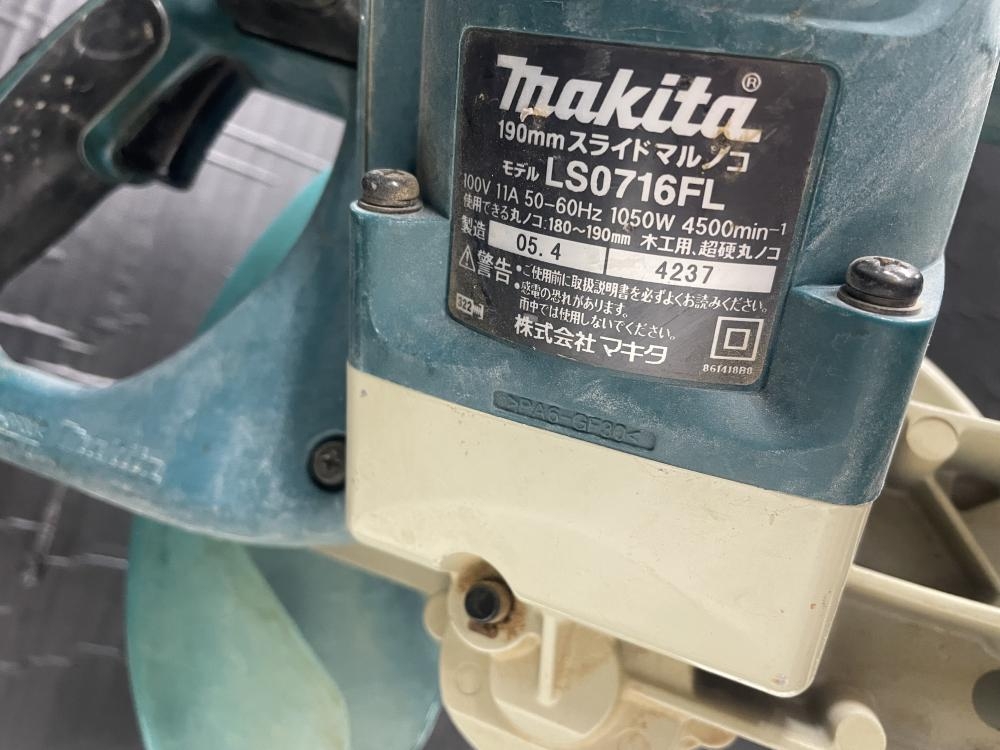 makita®
190mmスライドマルノコ
モデル LS0716FL
100V 11A 50-60Hz 1050W 4500min⁻¹
使用できる丸ノコ:180~190mm 木工用、超硬丸ノコ
製造 05.4 4237
⚠警告 •ご使用前に取扱説明書を必ずよくお読みください。
•感電の恐れがあります。
雨中では使用しないでください。
322
株式会社マキタ
861418B8
>PA6-GF30<
makita